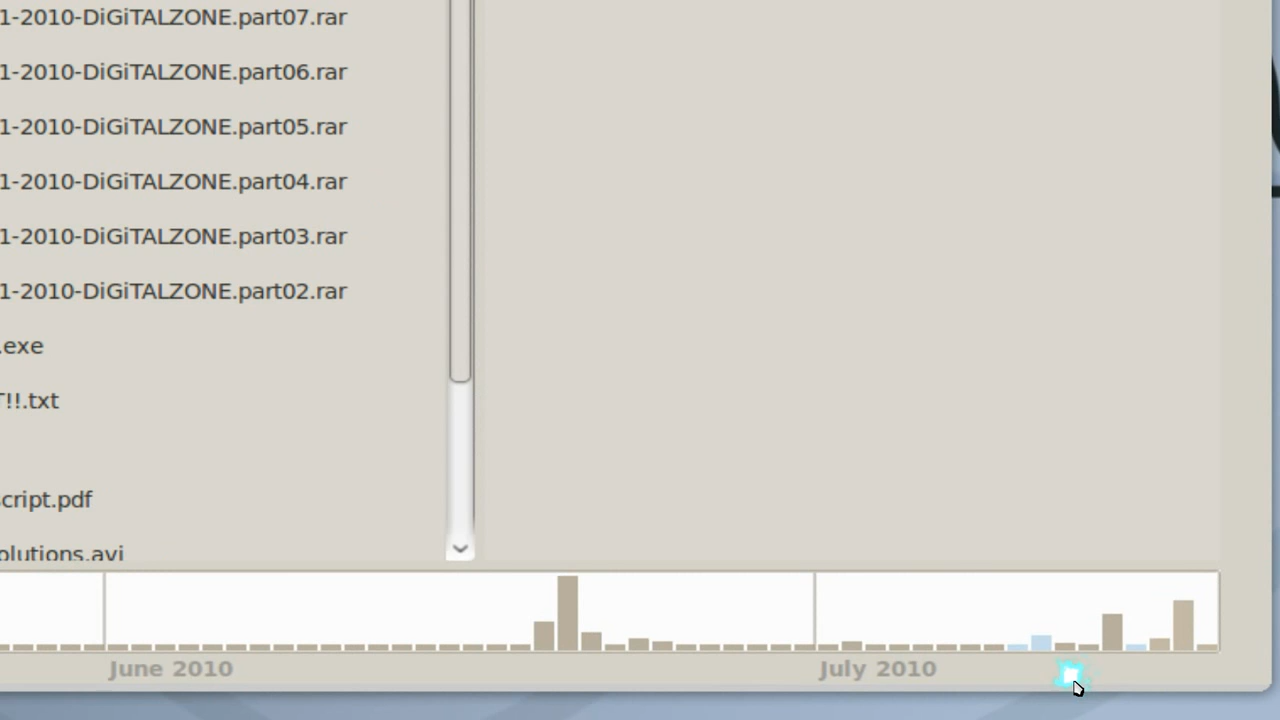 1-2010-DiGiTALZONE.part07.rar
1-2010-DiGiTALZONE.part06.rar
1-2010-DiGiTALZONE.part05.rar
1-2010-DiGiTALZONE.part04.rar
1-2010-DiGiTALZONE.part03.rar
1-2010-DiGiTALZONE.part02.rar
.exe
T!!.txt
script.pdf
olutions.avi
June 2010
July 2010